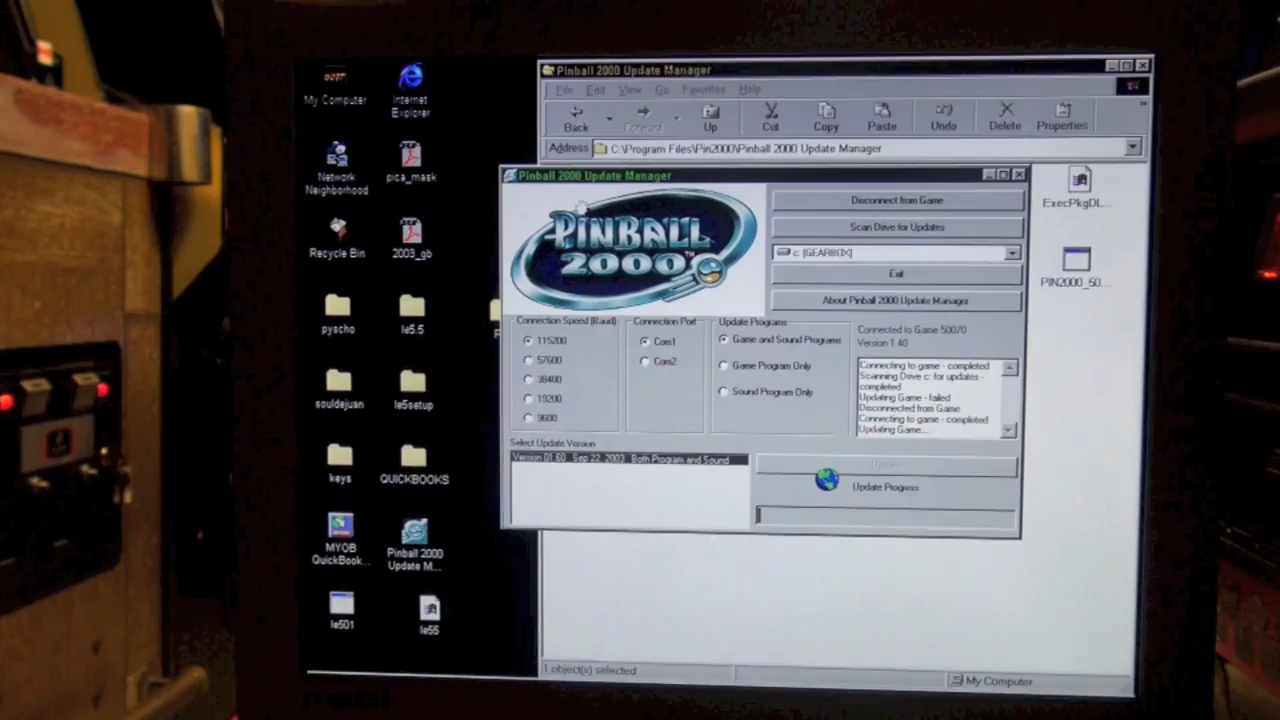 My Computer
Internet
Explorer
Network
Neighborhood
pica_mask
Recycle Bin
2003_gb
pyscho
le5.5
souldejuan
le5setup
keys
QUICKBOOKS
MYOB
QuickBook...
Pinball 2000
Update M...
le501
le55
Pinball 2000 Update Manager
File Edit View Go Favorites Help
Back Forward Up Cut Copy Paste Undo Delete Properties
Address C:\Program Files\Pin2000\Pinball 2000 Update Manager
ExecPkgDL...
PIN2000_50...
Pinball 2000 Update Manager
PINBALL
2000™
Disconnect from Game
Scan Drive for Updates
c: [GEARBOX]
Exit
About Pinball 2000 Update Manager
Connection Speed (Baud)
115200
57600
38400
19200
9600
Connection Port
Com1
Com2
Update Programs
Game and Sound Programs
Game Program Only
Sound Program Only
Connected to Game 50070
Version 1.40
Connecting to game - completed
Scanning Drive c: for updates -
completed
Updating Game - failed
Disconnected from Game
Connecting to game - completed
Updating Game...
Select Update Version
Version 01.60 Sep 22, 2003 Both Program and Sound
Update
Update Progress
1 object(s) selected
My Computer